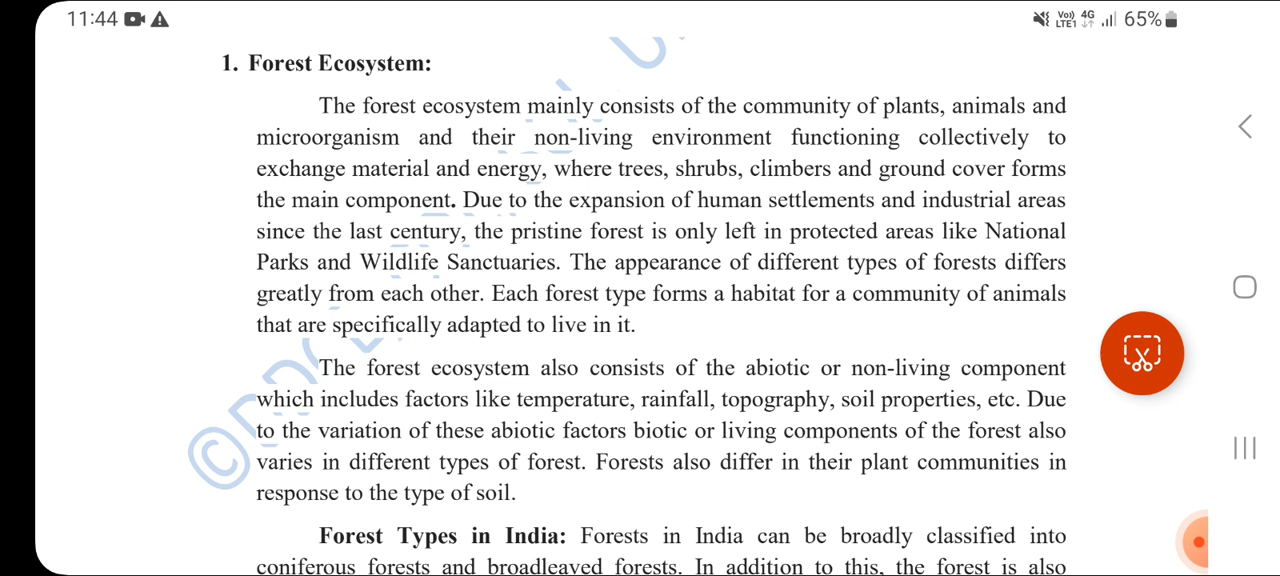 11:44
Vo)) 4G
LTE1
65%
1. Forest Ecosystem:
The forest ecosystem mainly consists of the community of plants, animals and
microorganism and their non-living environment functioning collectively to
exchange material and energy, where trees, shrubs, climbers and ground cover forms
the main component. Due to the expansion of human settlements and industrial areas
since the last century, the pristine forest is only left in protected areas like National
Parks and Wildlife Sanctuaries. The appearance of different types of forests differs
greatly from each other. Each forest type forms a habitat for a community of animals
that are specifically adapted to live in it.
The forest ecosystem also consists of the abiotic or non-living component
which includes factors like temperature, rainfall, topography, soil properties, etc. Due
to the variation of these abiotic factors biotic or living components of the forest also
varies in different types of forest. Forests also differ in their plant communities in
response to the type of soil.
Forest Types in India: Forests in India can be broadly classified into
coniferous forests and broadleaved forests. In addition to this, the forest is also